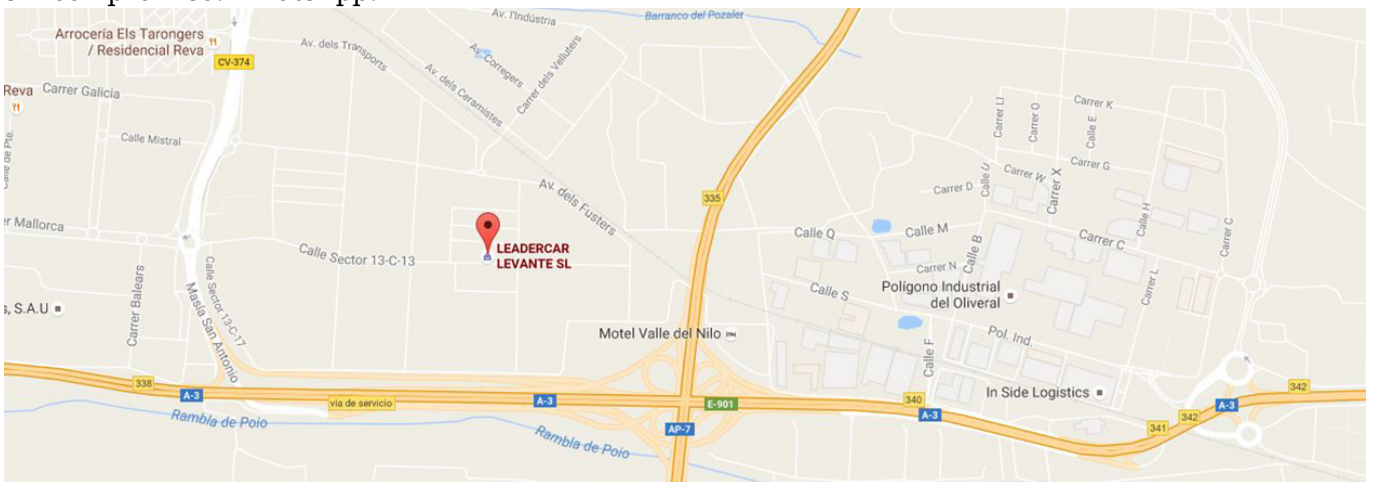 Av. l'Indústria
Barranco del Pozalet
Arrocería Els Tarongers
/ Residencial Reva
Av. dels Transports
Av. Corregers
Carrer dels Velluters
CV-374
Av. dels Ceramistes
Reva
Carrer Galicia
Calle Mistral
Carrer LI
Carrer O
Carrer K
Calle E
Carrer G
Calle U
Carrer W
Carrer X
Carrer D
Av. dels Fusters
335
Calle H
Carrer C
er Mallorca
Calle Sector 13-C-13
LEADERCAR
LEVANTE SL
Calle Q
Calle M
Calle B
Carrer C
Carrer N
Carrer L
Calle Sector 13-C-17
Carrer Balears
Masía San Antonio
s, S.A.U
Calle S
Polígono Industrial
del Oliveral
Motel Valle del Nilo
Pol. Ind.
Calle F
338
A-3
vía de servicio
A-3
E-901
340
A-3
In Side Logistics
342
A-3
342
341
AP-7
Rambla de Poio
Rambla de Poio